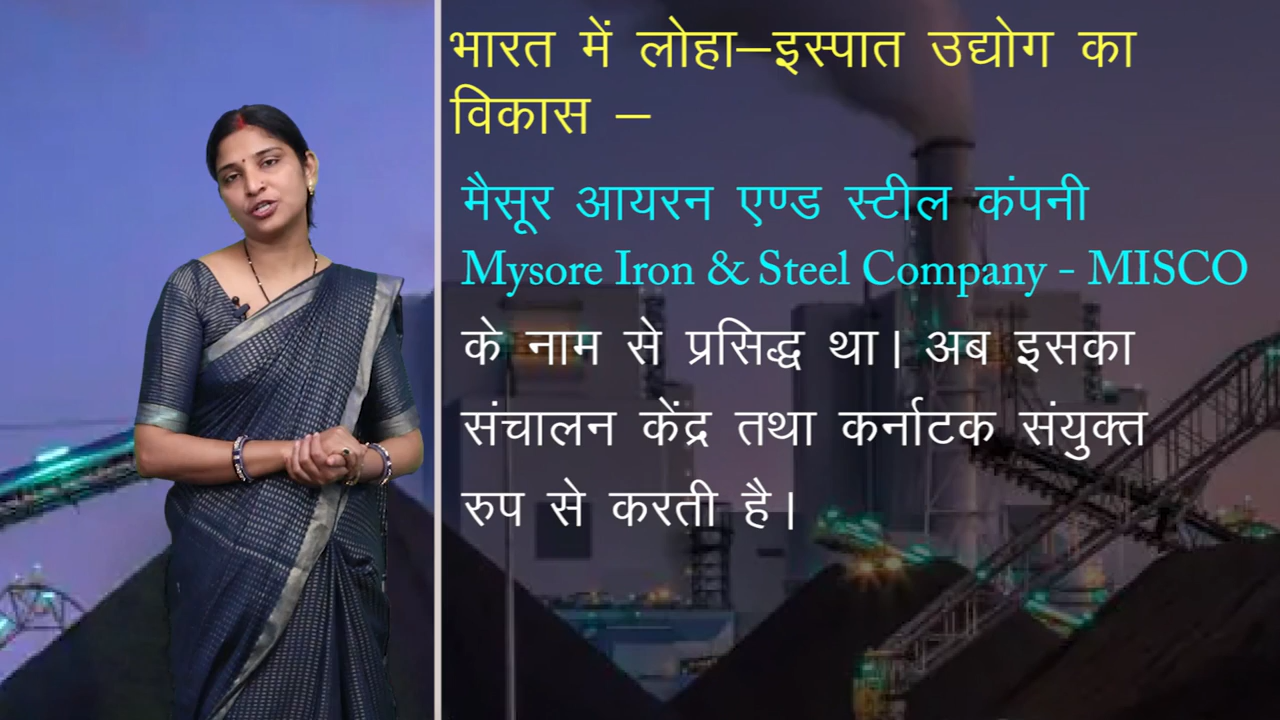 भारत में लोहा–इस्पात उद्योग का
विकास –
मैसूर आयरन एण्ड स्टील कंपनी
Mysore Iron & Steel Company - MISCO
के नाम से प्रसिद्ध था। अब इसका
संचालन केंद्र तथा कर्नाटक संयुक्त
रुप से करती है।